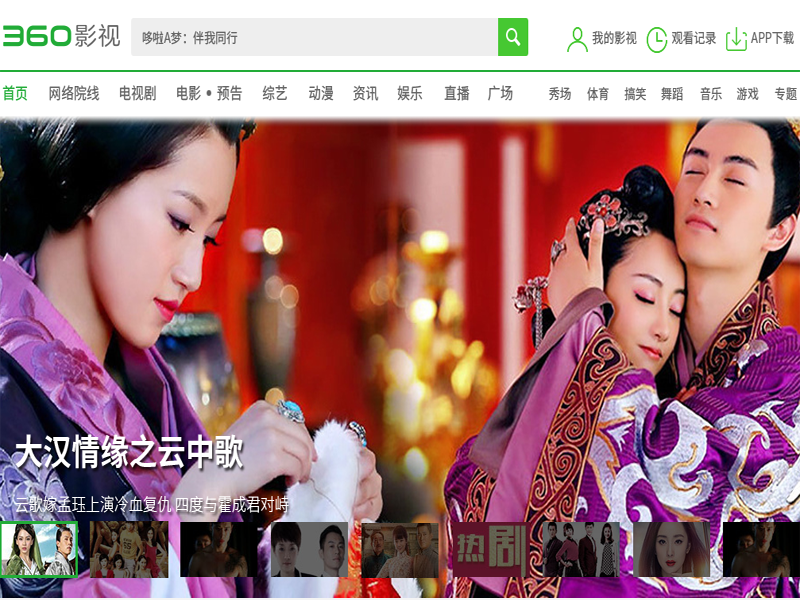 360影视
哆啦A梦：伴我同行
我的影视 观看记录 APP下载
首页 网络院线 电视剧 电影 • 预告 综艺 动漫 资讯 娱乐 直播 广场 秀场 体育 搞笑 舞蹈 音乐 游戏 专题
大汉情缘之云中歌
云歌嫁孟珏上演冷血复仇 四度与霍成君对峙
热剧